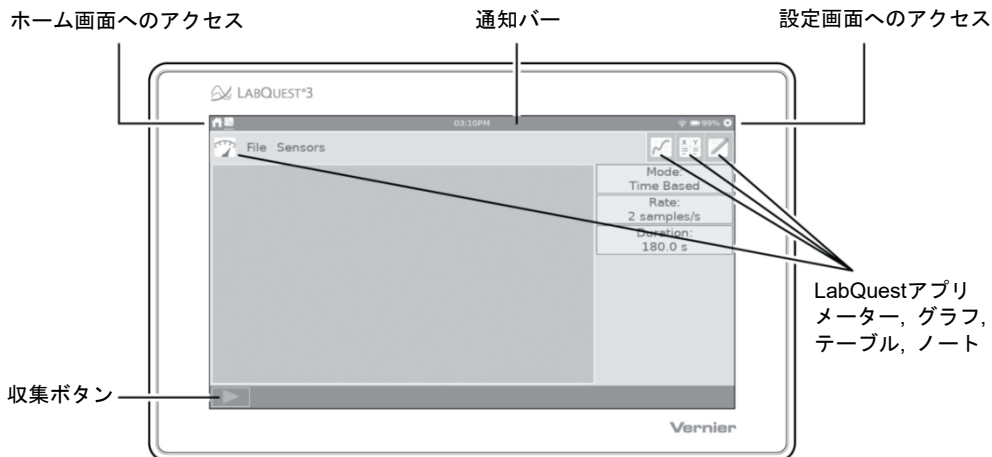 ホーム画面へのアクセス
通知バー
設定画面へのアクセス
LABQUEST®3
03:10PM
99%
File Sensors
X Y
Mode:
Time Based
Rate:
2 samples/s
Duration:
180.0 s
LabQuestアプリ
メーター, グラフ,
テーブル, ノート
収集ボタン
Vernier